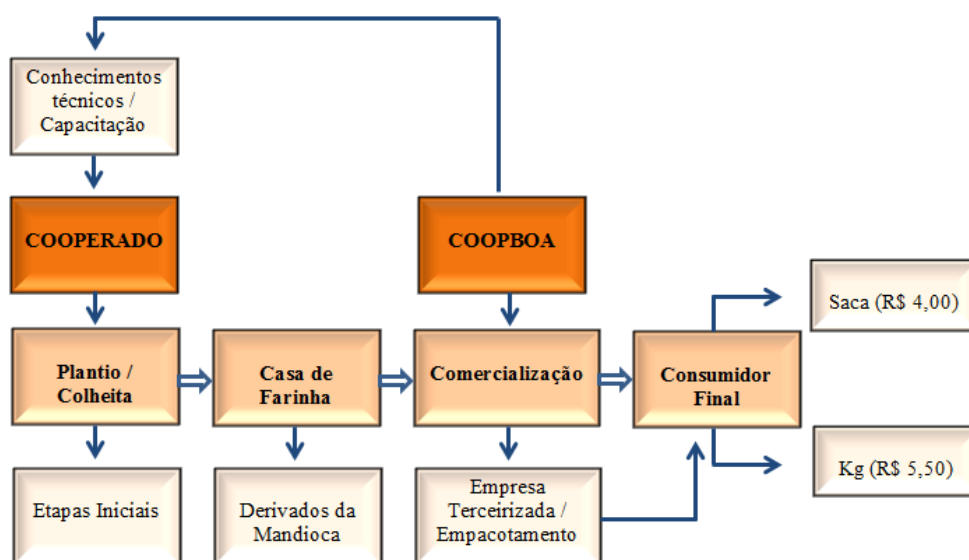 Conhecimentos
técnicos /
Capacitação
COOPERADO
COOPBOA
Saca (R$ 4,00)
Plantio /
Colheita
Casa de
Farinha
Comercialização
Consumidor
Final
Kg (R$ 5,50)
Etapas Iniciais
Derivados da
Mandioca
Empresa
Terceirizada /
Empacotamento